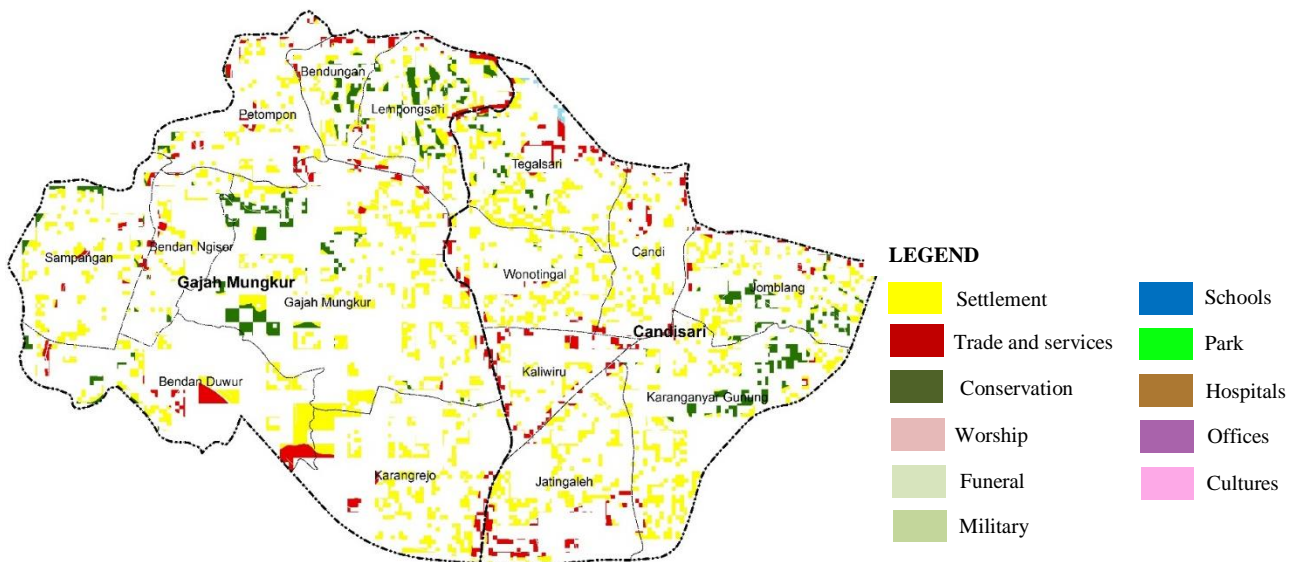 Bendungan
Lempongsari
Petompon
Tegalsari
Sampangan
Bendan Ngisor
Candi
Wonotingal
Gajah Mungkur
Gajah Mungkur
Jomblang
Candisari
Kaliwiru
Bendan Duwur
Karanganyar Gunung
Karangrejo
Jatingaleh
LEGEND
Settlement
Trade and services
Conservation
Worship
Funeral
Military
Schools
Park
Hospitals
Offices
Cultures